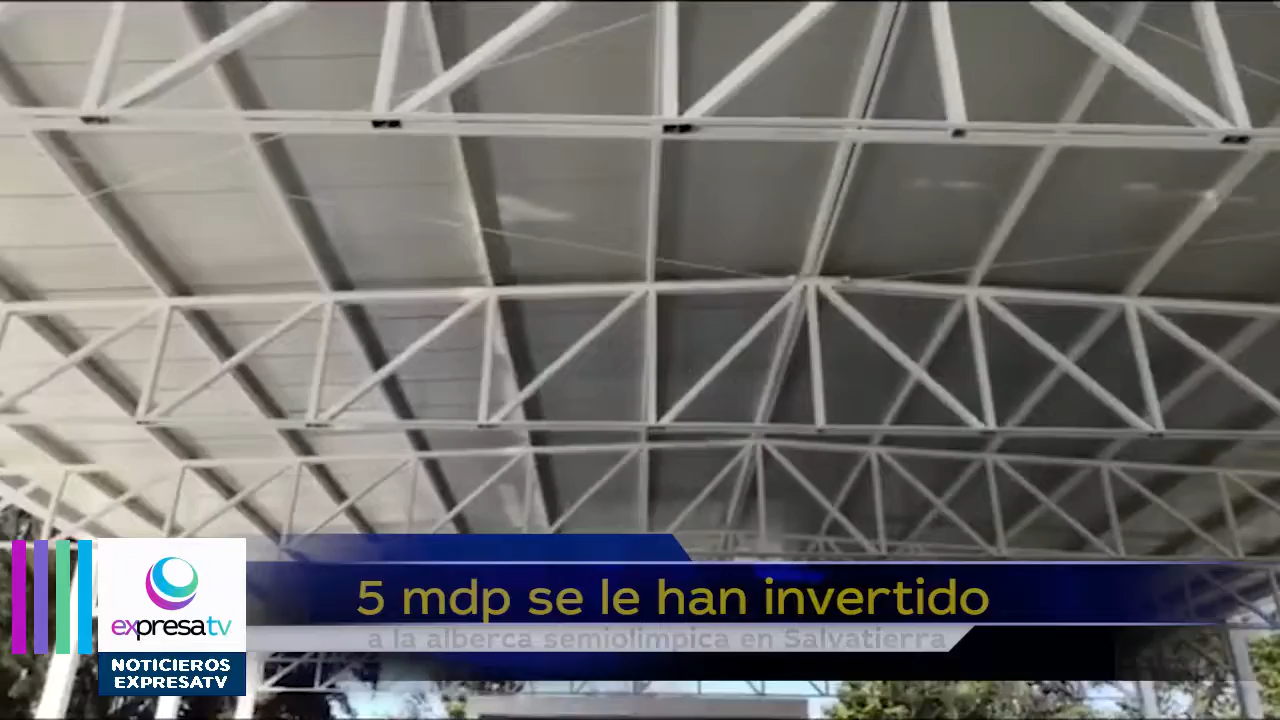 5 mdp se le han invertido
a la alberca semiolimpica en Salvatierra
expresatv
NOTICIEROS
EXPRESATV